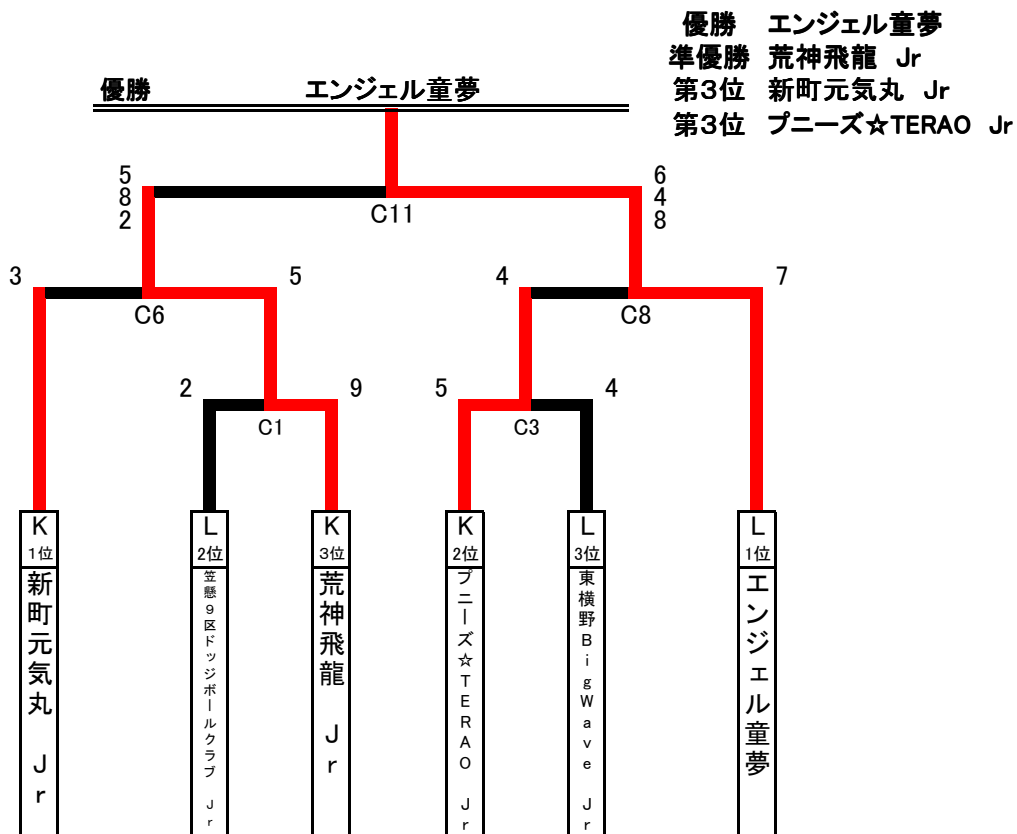 優勝 エンジェル童夢
準優勝 荒神飛龍 Jr
第3位 新町元気丸 Jr
第3位 プニーズ☆TERAO Jr
優勝 エンジェル童夢
5
8
2
6
4
8
C11
3
5
4
7
C6
C8
2
9
5
4
C1
C3
K
1位
新町元気丸 Jr
L
2位
笠懸9区ドッジボールクラブ Jr
K
3位
荒神飛龍 Jr
K
2位
プニーズ☆TERAO Jr
L
3位
東横野BigWave Jr
L
1位
エンジェル童夢